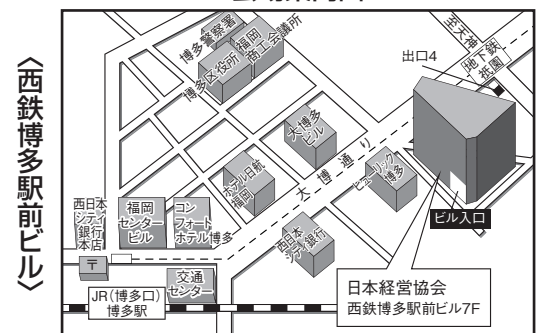 〈西鉄博多駅前ビル〉
博多警察署
博多区役所
福岡
商工会議所
至天神
地下鉄
祇園
出口4
大博多
ビル
大博通り
ホテル日航
福岡
ヒューリック
博多
西日本
シティ
銀行
本店
福岡
センター
ビル
コン
フォート
ホテル博多
西日本
シティ銀行
ビル入口
〒
交通
センター
JR(博多口)
博多駅
日本経営協会
西鉄博多駅前ビル7F